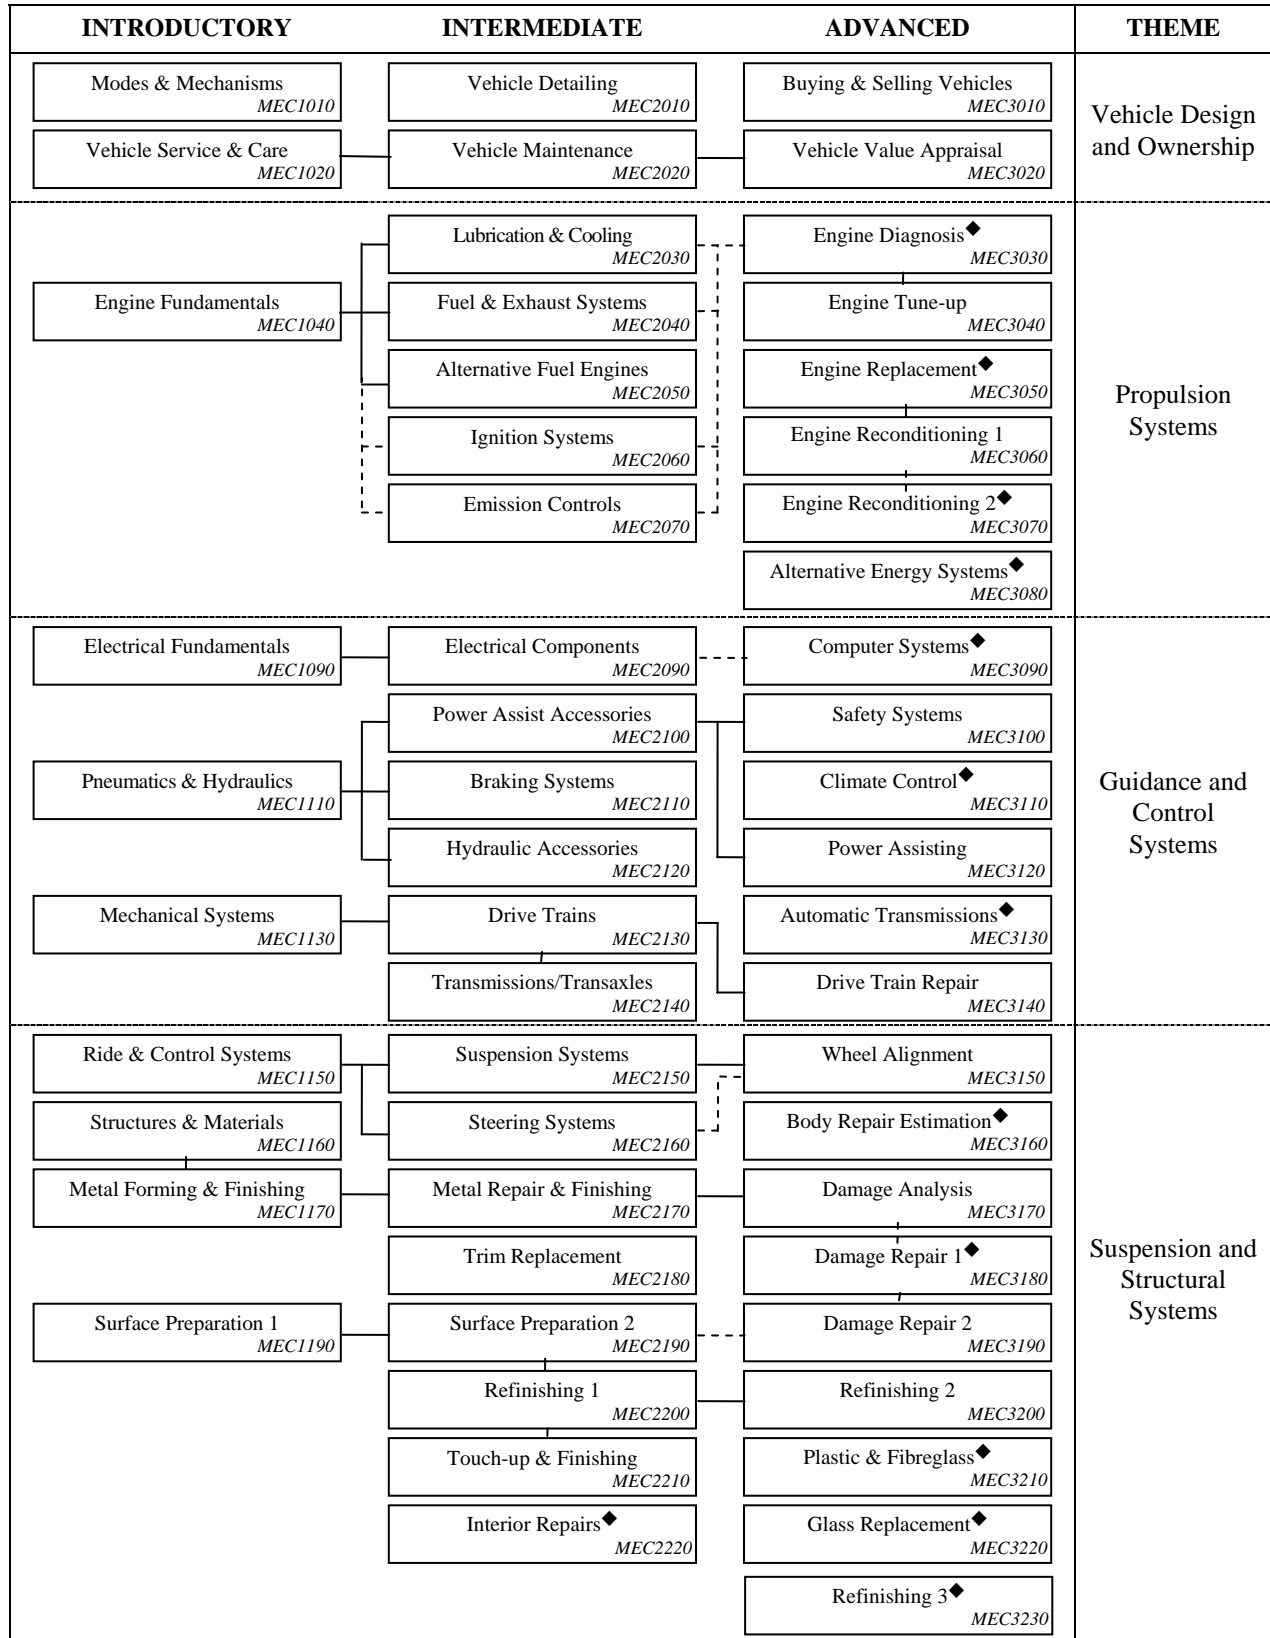 INTRODUCTORY INTERMEDIATE ADVANCED THEME
Modes & Mechanisms
MEC1010
Vehicle Detailing
MEC2010
Buying & Selling Vehicles
MEC3010
Vehicle Service & Care
MEC1020
Vehicle Maintenance
MEC2020
Vehicle Value Appraisal
MEC3020
Vehicle Design
and Ownership
Lubrication & Cooling
MEC2030
Engine Diagnosis◆
MEC3030
Engine Fundamentals
MEC1040
Fuel & Exhaust Systems
MEC2040
Engine Tune-up
MEC3040
Alternative Fuel Engines
MEC2050
Engine Replacement◆
MEC3050
Ignition Systems
MEC2060
Engine Reconditioning 1
MEC3060
Emission Controls
MEC2070
Engine Reconditioning 2◆
MEC3070
Alternative Energy Systems◆
MEC3080
Propulsion
Systems
Electrical Fundamentals
MEC1090
Electrical Components
MEC2090
Computer Systems◆
MEC3090
Power Assist Accessories
MEC2100
Safety Systems
MEC3100
Pneumatics & Hydraulics
MEC1110
Braking Systems
MEC2110
Climate Control◆
MEC3110
Hydraulic Accessories
MEC2120
Power Assisting
MEC3120
Mechanical Systems
MEC1130
Drive Trains
MEC2130
Automatic Transmissions◆
MEC3130
Transmissions/Transaxles
MEC2140
Drive Train Repair
MEC3140
Guidance and
Control
Systems
Ride & Control Systems
MEC1150
Suspension Systems
MEC2150
Wheel Alignment
MEC3150
Structures & Materials
MEC1160
Steering Systems
MEC2160
Body Repair Estimation◆
MEC3160
Metal Forming & Finishing
MEC1170
Metal Repair & Finishing
MEC2170
Damage Analysis
MEC3170
Trim Replacement
MEC2180
Damage Repair 1◆
MEC3180
Surface Preparation 1
MEC1190
Surface Preparation 2
MEC2190
Damage Repair 2
MEC3190
Refinishing 1
MEC2200
Refinishing 2
MEC3200
Touch-up & Finishing
MEC2210
Plastic & Fibreglass◆
MEC3210
Interior Repairs◆
MEC2220
Glass Replacement◆
MEC3220
Refinishing 3◆
MEC3230
Suspension and
Structural
Systems